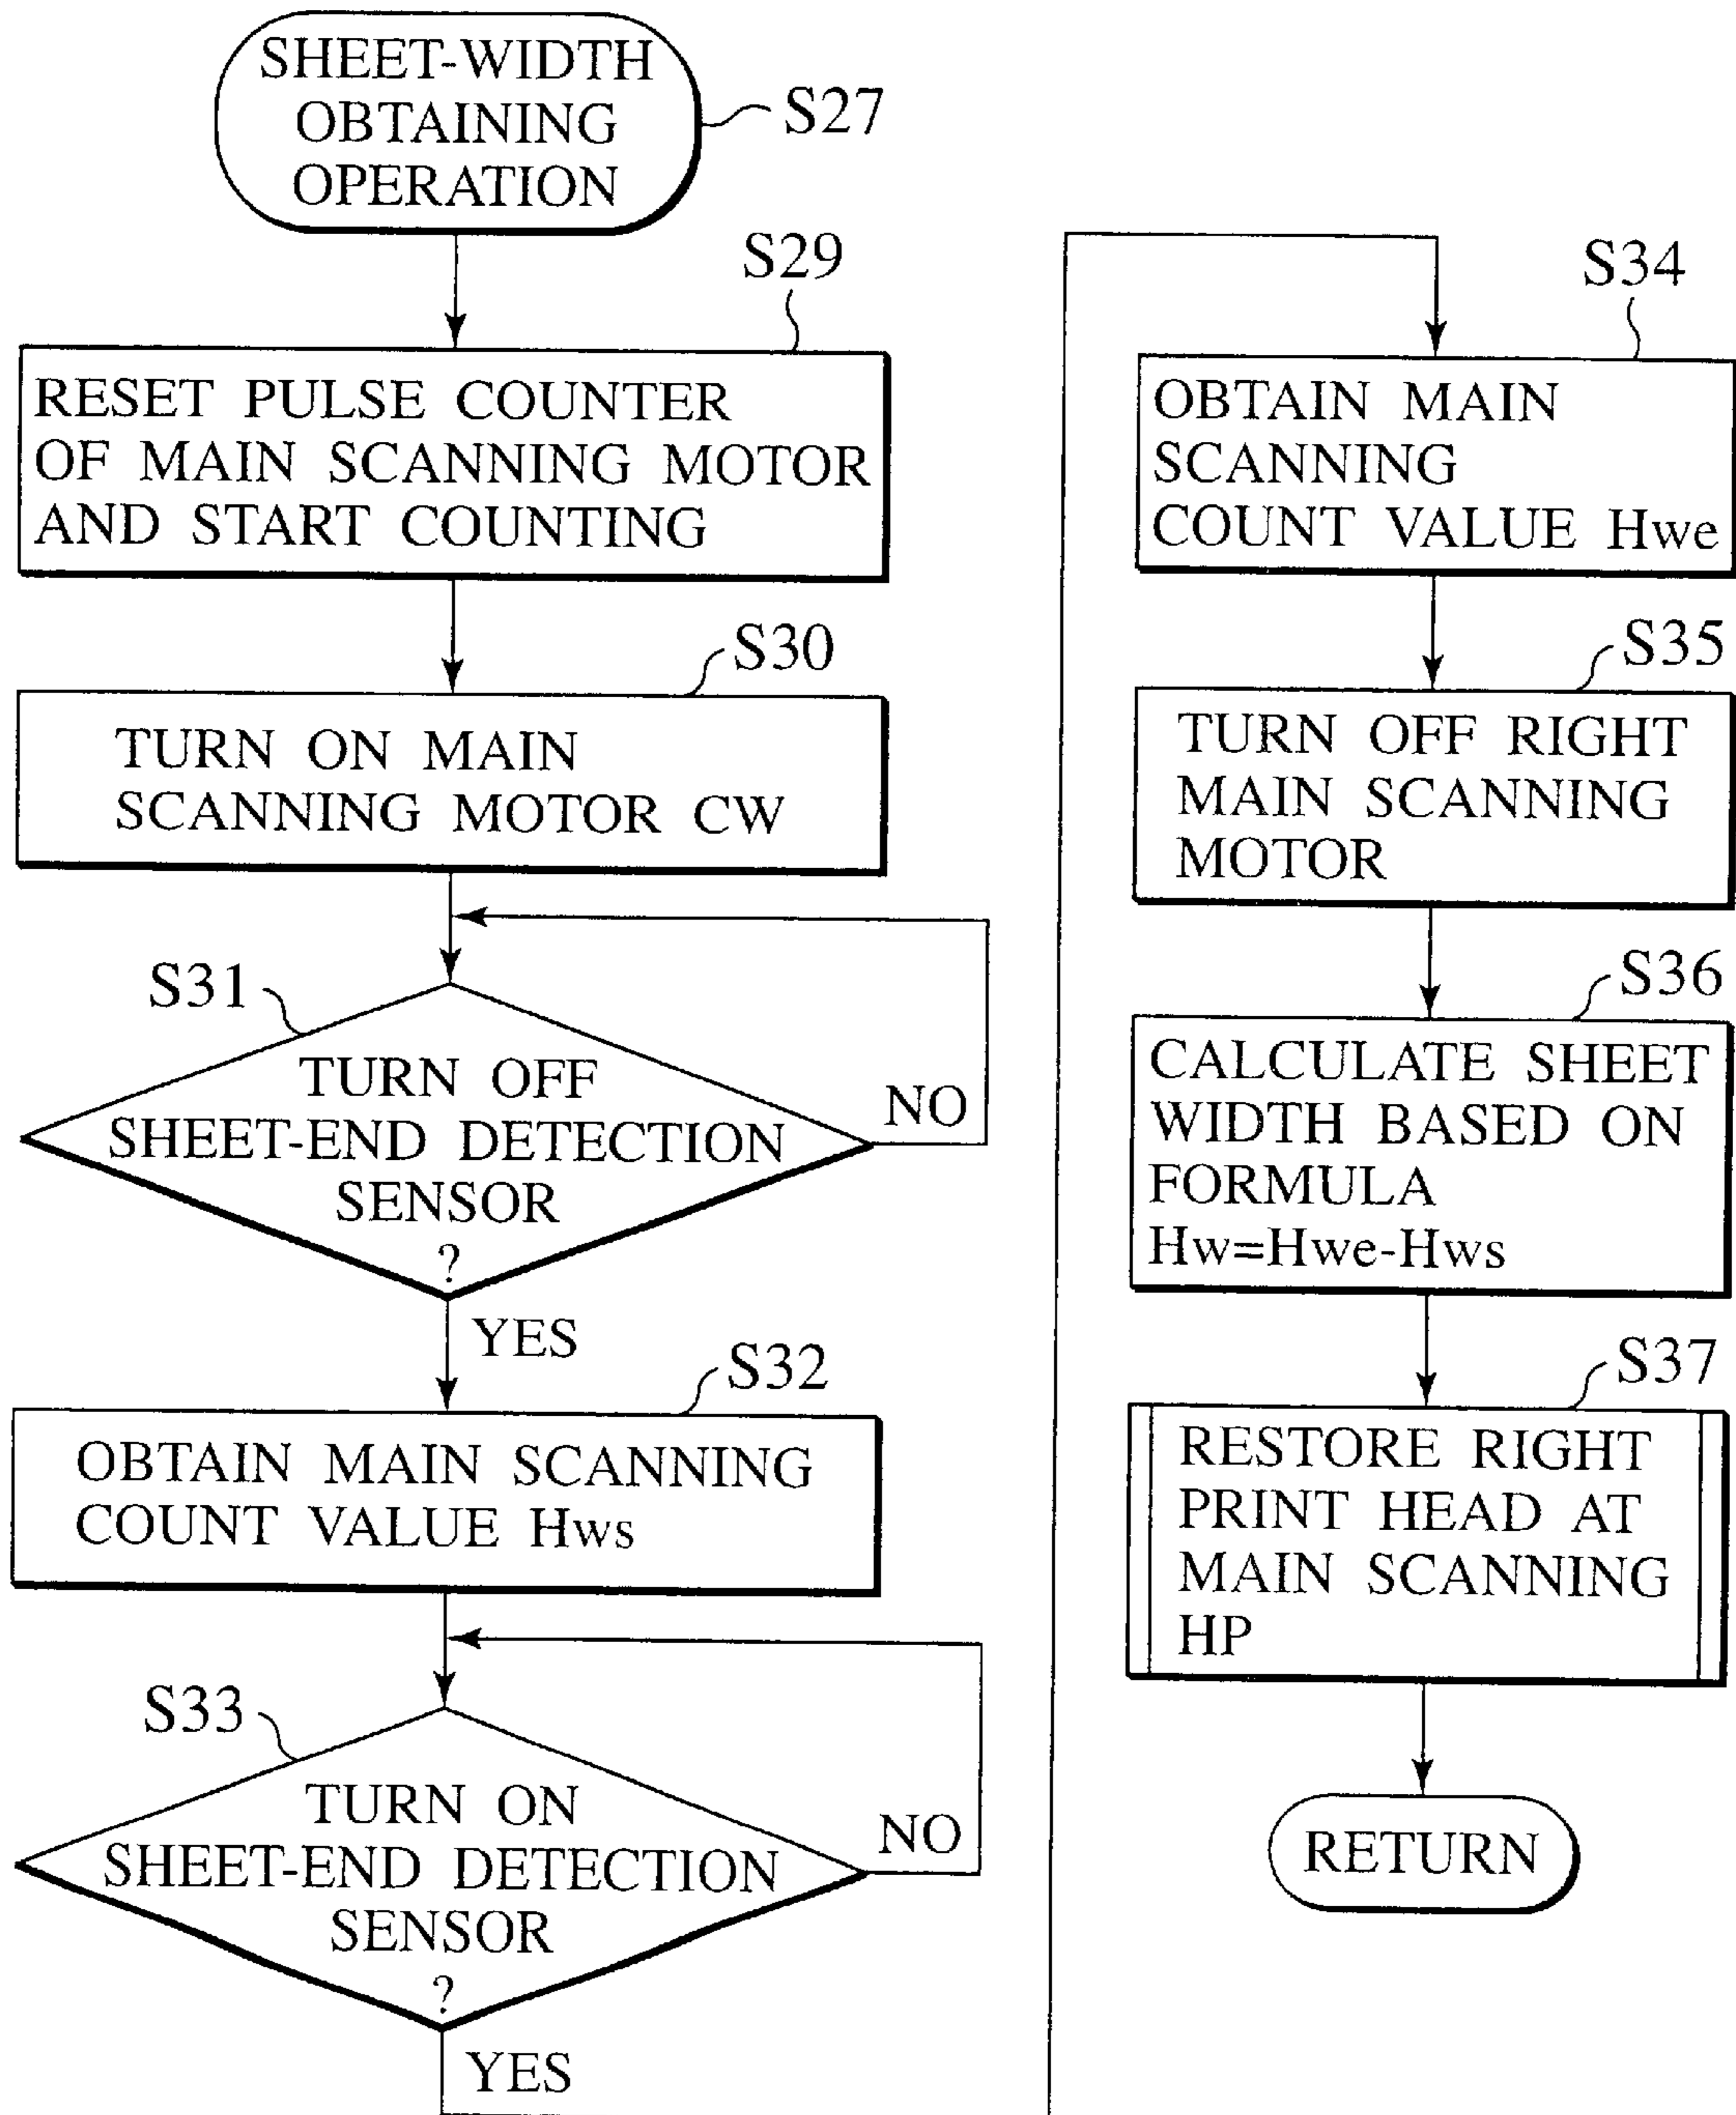 SHEET-WIDTH
OBTAINING
OPERATION
S27
S29
RESET PULSE COUNTER
OF MAIN SCANNING MOTOR
AND START COUNTING
S30
TURN ON MAIN
SCANNING MOTOR CW
S31
TURN OFF
SHEET-END DETECTION
SENSOR
?
NO
YES
S32
OBTAIN MAIN SCANNING
COUNT VALUE Hws
S33
TURN ON
SHEET-END DETECTION
SENSOR
?
NO
YES
S34
OBTAIN MAIN
SCANNING
COUNT VALUE Hwe
S35
TURN OFF RIGHT
MAIN SCANNING
MOTOR
S36
CALCULATE SHEET
WIDTH BASED ON
FORMULA
Hw=Hwe-Hws
S37
RESTORE RIGHT
PRINT HEAD AT
MAIN SCANNING
HP
RETURN